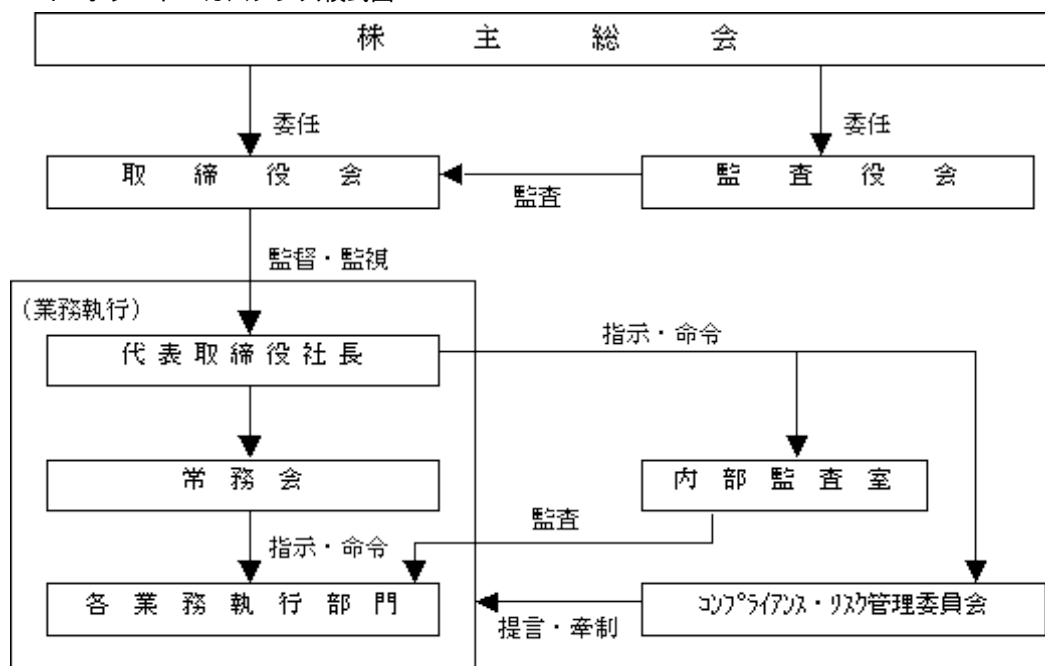 株主総会
委任
委任
取締役会
監査役会
監査
監督・監視
(業務執行)
代表取締役社長
指示・命令
常務会
内部監査室
監査
指示・命令
各業務執行部門
ｺﾝﾌﾟﾗｲｱﾝｽ・ﾘｽｸ管理委員会
提言・牽制